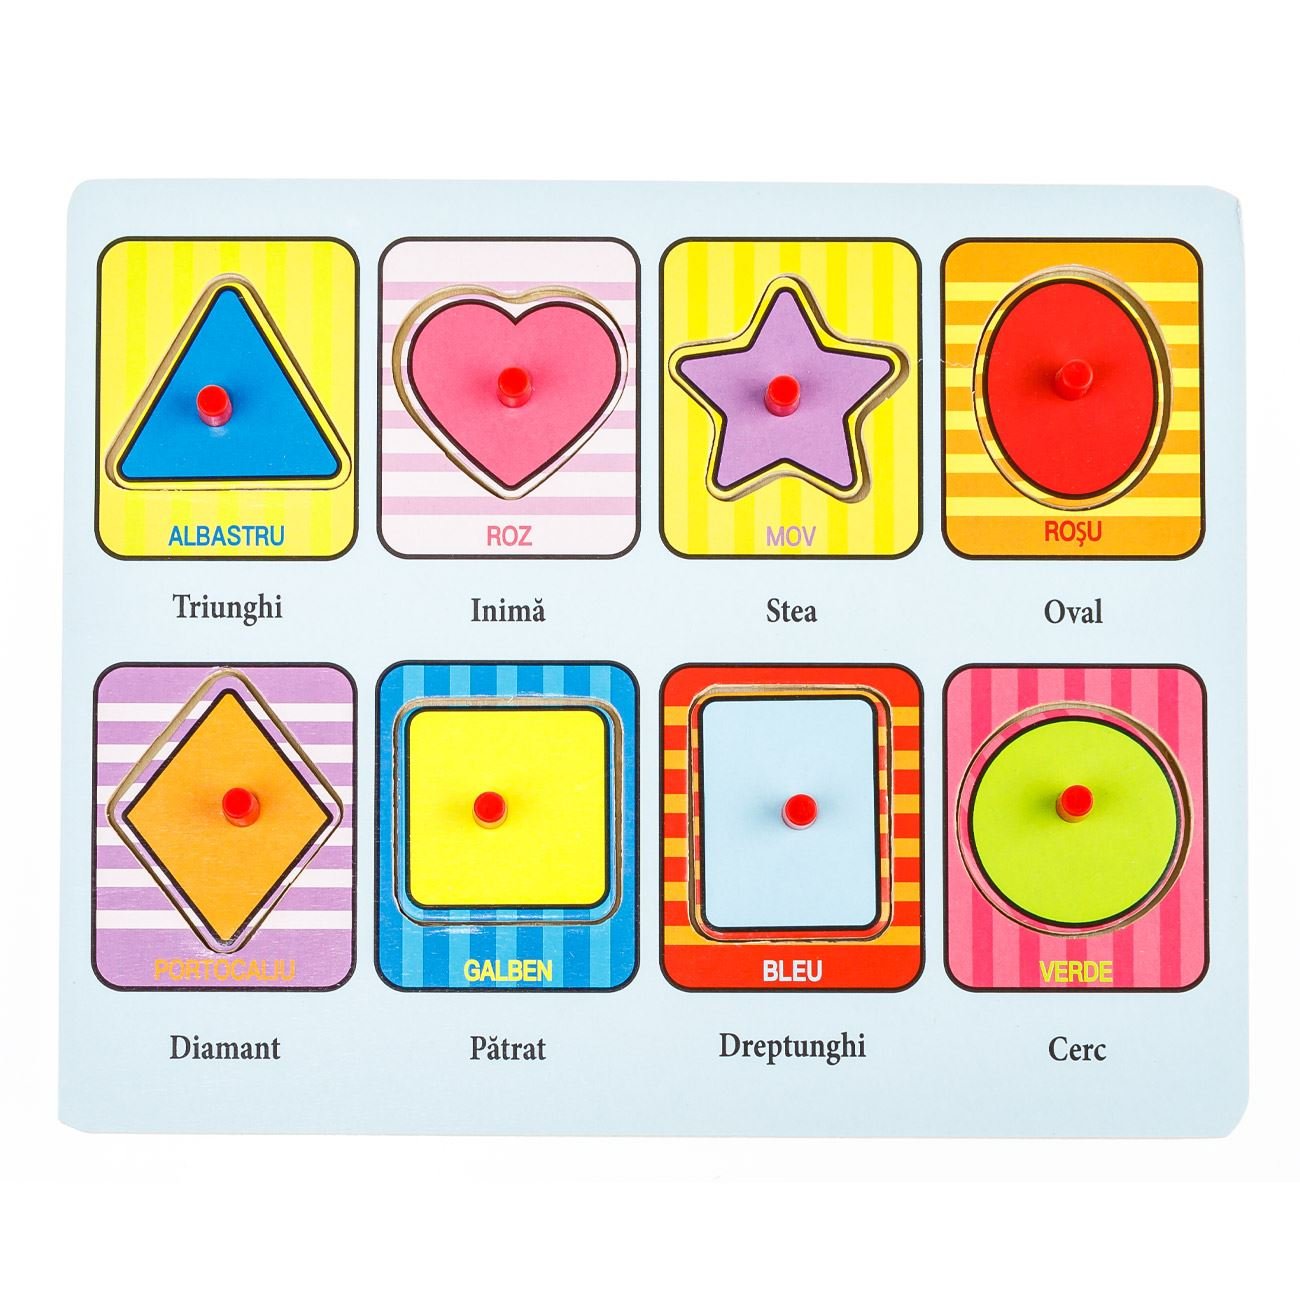 ALBASTRU
ROZ
MOV
ROȘU
Triunghi
Inimă
Stea
Oval
PORTOCALIU
GALBEN
BLEU
VERDE
Diamant
Pătrat
Dreptunghi
Cerc